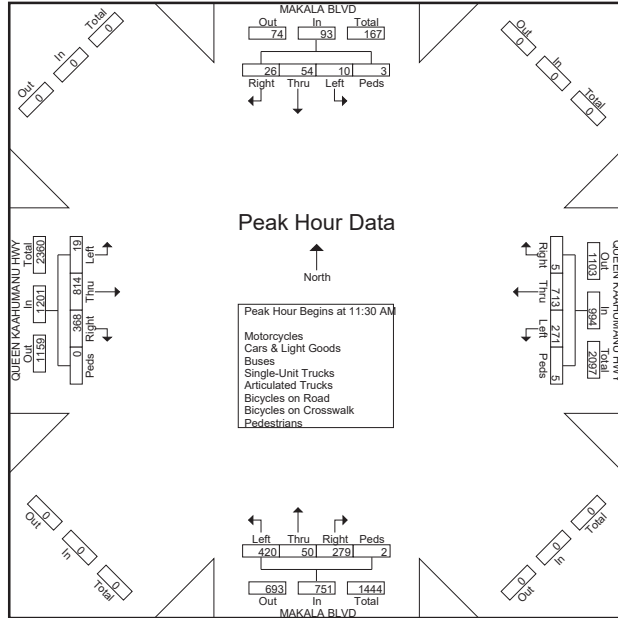 MAKALA BLVD
Out In Total
74 93 167
26 54 10 3
Right Thru Left Peds
Out In Total
0 0 0
Out In Total
0 0 0
Peak Hour Data
North
Peak Hour Begins at 11:30 AM
Motorcycles
Cars & Light Goods
Buses
Single-Unit Trucks
Articulated Trucks
Bicycles on Road
Bicycles on Crosswalk
Pedestrians
QUEEN KAAHUMANU HWY
Total In Out
2360 1201 1159
19 814 368 0
Left Thru Right Peds
Right Thru Left Peds
5 713 271 5
1103 994 2097
Out In Total
QUEEN KAAHUMANU HWY
Left Thru Right Peds
420 50 279 2
693 751 1444
Out In Total
MAKALA BLVD
0 0 0
Out In Total
0 0 0
Out In Total